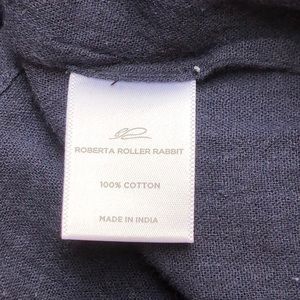 ROBERTA ROLLER RABBIT
100% COTTON
MADE IN INDIA